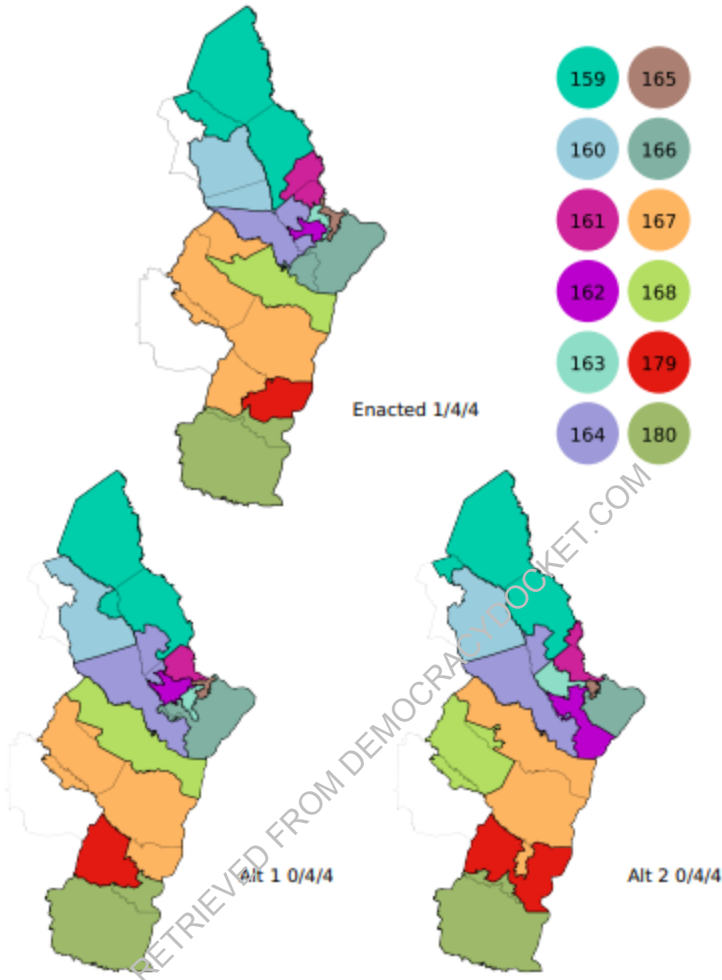 159 165
160 166
161 167
162 168
163 179
164 180
Enacted 1/4/4
Alt 1 0/4/4
Alt 2 0/4/4
RETRIEVED FROM DEMOCRACYDOCKET.COM